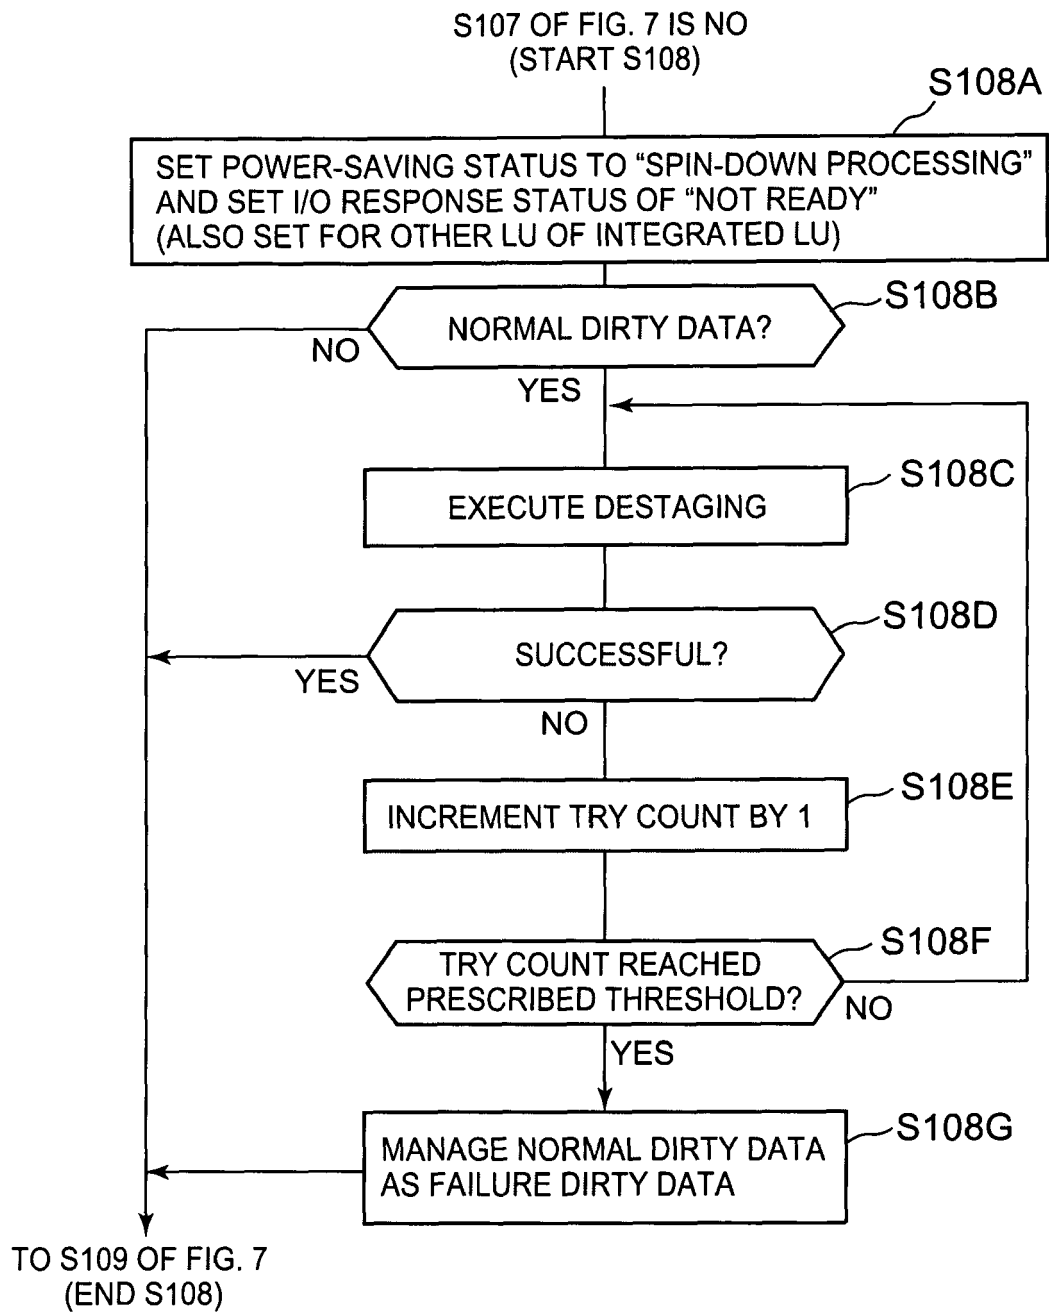 S107 OF FIG. 7 IS NO
(START S108)
S108A
SET POWER-SAVING STATUS TO “SPIN-DOWN PROCESSING”
AND SET I/O RESPONSE STATUS OF “NOT READY”
(ALSO SET FOR OTHER LU OF INTEGRATED LU)
S108B
NORMAL DIRTY DATA?
NO
YES
S108C
EXECUTE DESTAGING
S108D
SUCCESSFUL?
YES
NO
S108E
INCREMENT TRY COUNT BY 1
S108F
TRY COUNT REACHED
PRESCRIBED THRESHOLD?
NO
YES
S108G
MANAGE NORMAL DIRTY DATA
AS FAILURE DIRTY DATA
TO S109 OF FIG. 7
(END S108)